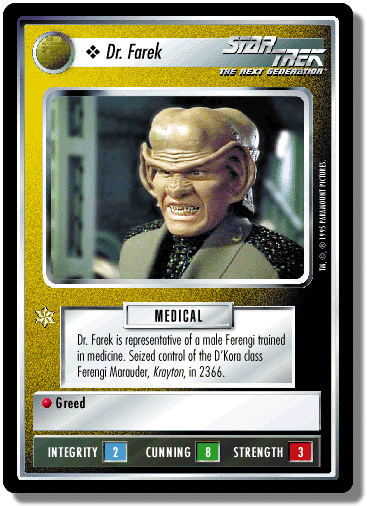 ❖ Dr. Farek
STAR TREK
THE NEXT GENERATION®
TM, ©, ® 1995 PARAMOUNT PICTURES.
MEDICAL
Dr. Farek is representative of a male Ferengi trained
in medicine. Seized control of the D'Kora class
Ferengi Marauder, Krayton, in 2366.
Greed
INTEGRITY 2 CUNNING 8 STRENGTH 3